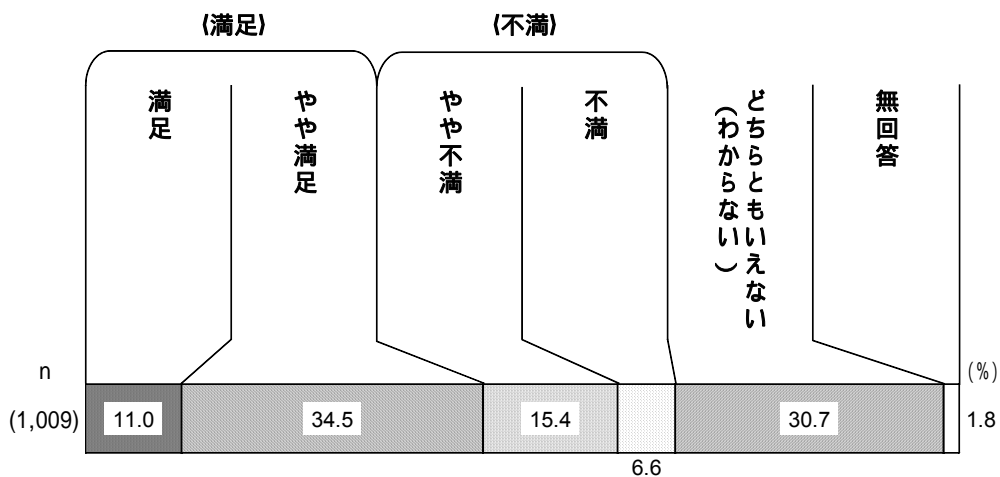 (満足)
(不満)
満足
やや満足
やや不満
不満
どちらともいえない
(わからない)
無回答
n
(%)
(1,009)
11.0
34.5
15.4
6.6
30.7
1.8